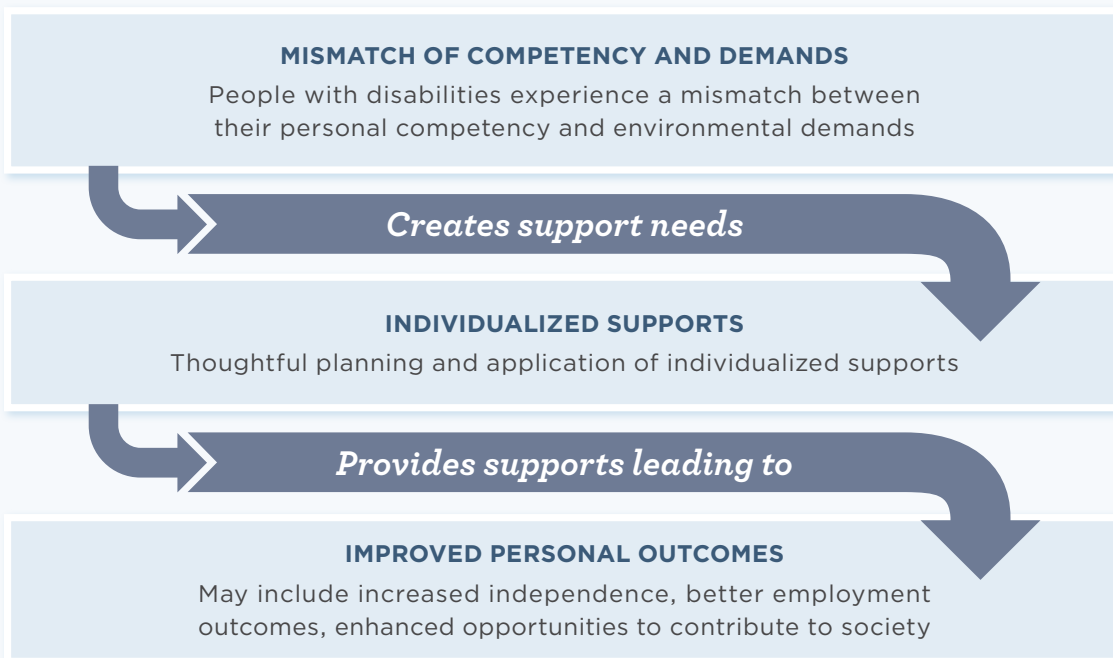 MISMATCH OF COMPETENCY AND DEMANDS
People with disabilities experience a mismatch between
their personal competency and environmental demands
Creates support needs
INDIVIDUALIZED SUPPORTS
Thoughtful planning and application of individualized supports
Provides supports leading to
IMPROVED PERSONAL OUTCOMES
May include increased independence, better employment
outcomes, enhanced opportunities to contribute to society